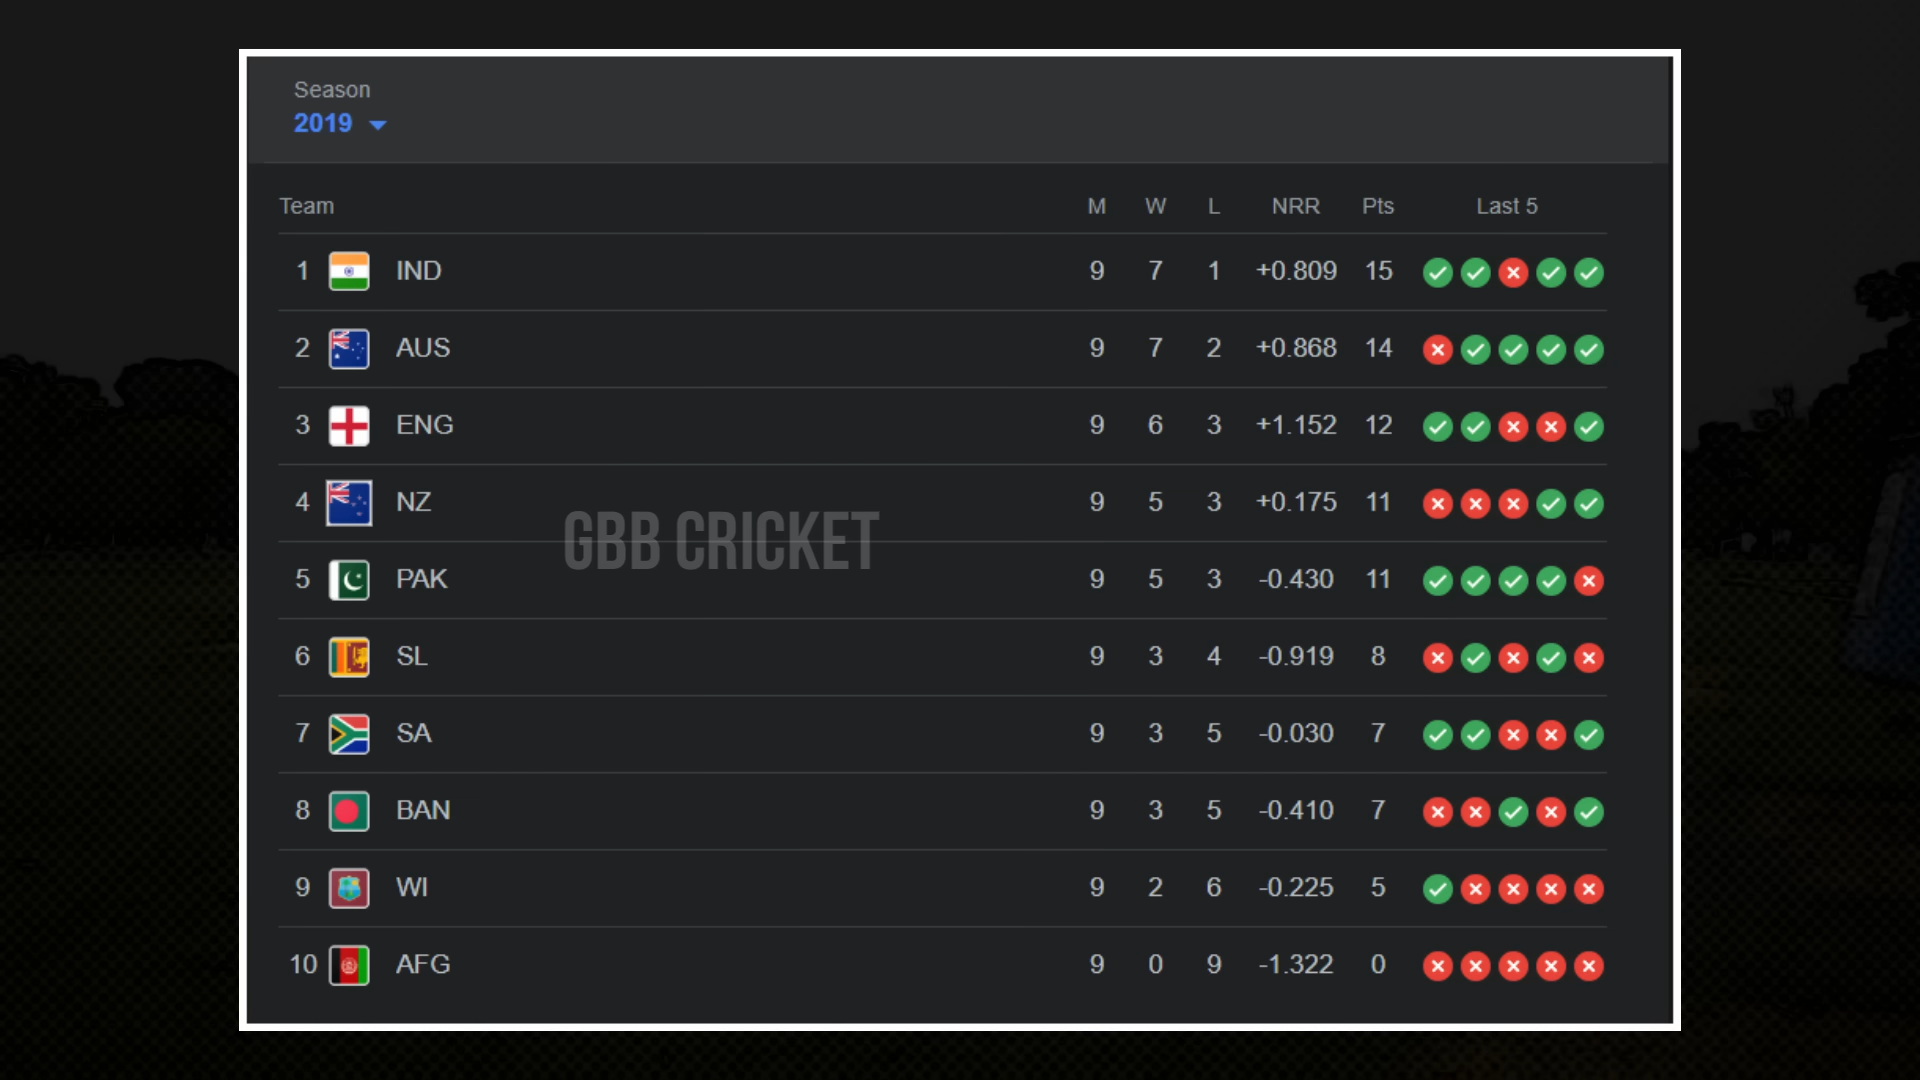 Season
2019
Team M W L NRR Pts Last 5
1 IND 9 7 1 +0.809 15
2 AUS 9 7 2 +0.868 14
3 ENG 9 6 3 +1.152 12
4 NZ 9 5 3 +0.175 11
GBB CRICKET
5 PAK 9 5 3 -0.430 11
6 SL 9 3 4 -0.919 8
7 SA 9 3 5 -0.030 7
8 BAN 9 3 5 -0.410 7
9 WI 9 2 6 -0.225 5
10 AFG 9 0 9 -1.322 0